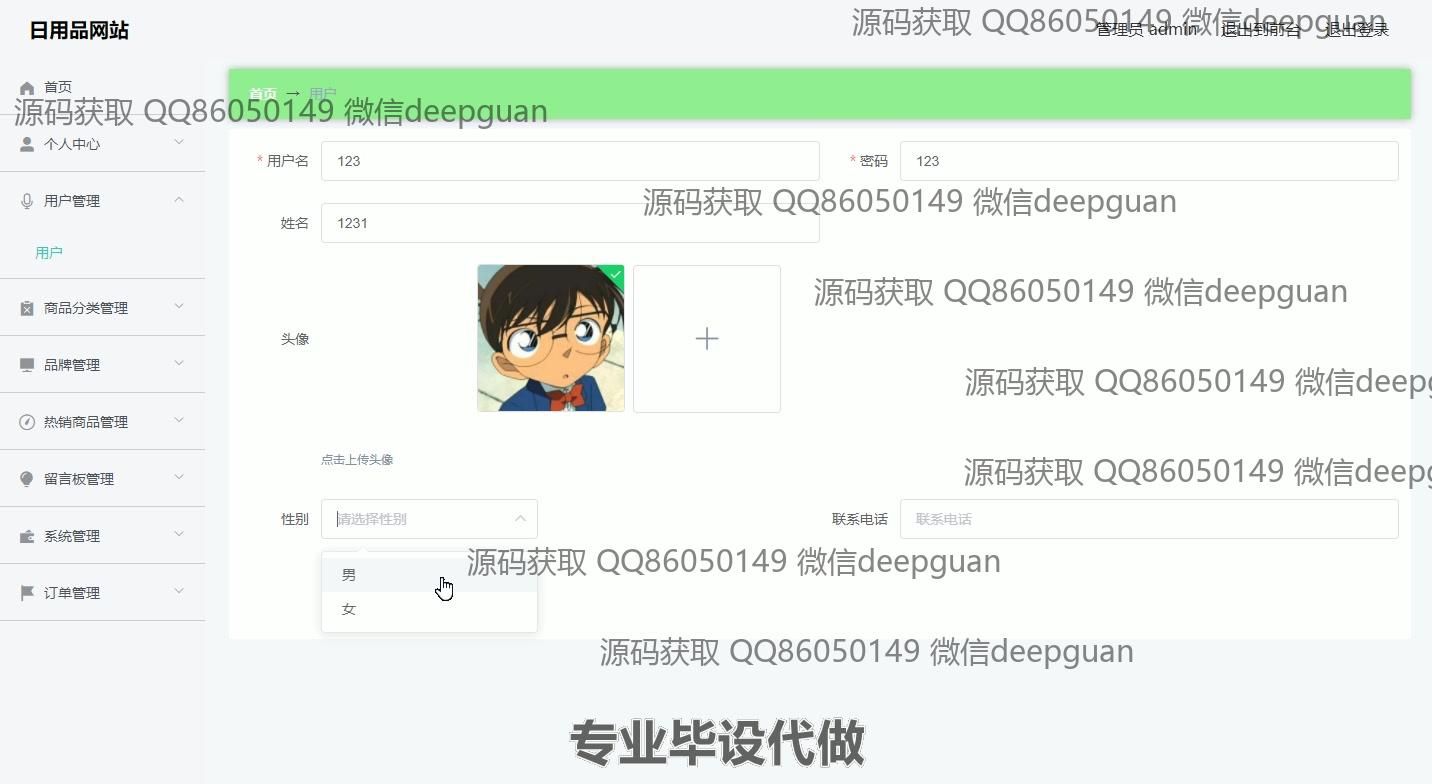 日用品网站
源码获取 QQ86050149 微信deepguan
管理员 admin 退出到前台 退出登录
首页
首页 → 用户
源码获取 QQ86050149 微信deepguan
个人中心
* 用户名 123 * 密码 123
用户管理
源码获取 QQ86050149 微信deepguan
姓名 1231
用户
源码获取 QQ86050149 微信deepguan
商品分类管理
头像
品牌管理
源码获取 QQ86050149 微信deepg
热销商品管理
点击上传头像
源码获取 QQ86050149 微信deepg
留言板管理
性别 请选择性别 联系电话 联系电话
系统管理
源码获取 QQ86050149 微信deepguan
男
订单管理
女
源码获取 QQ86050149 微信deepguan
专业毕设代做